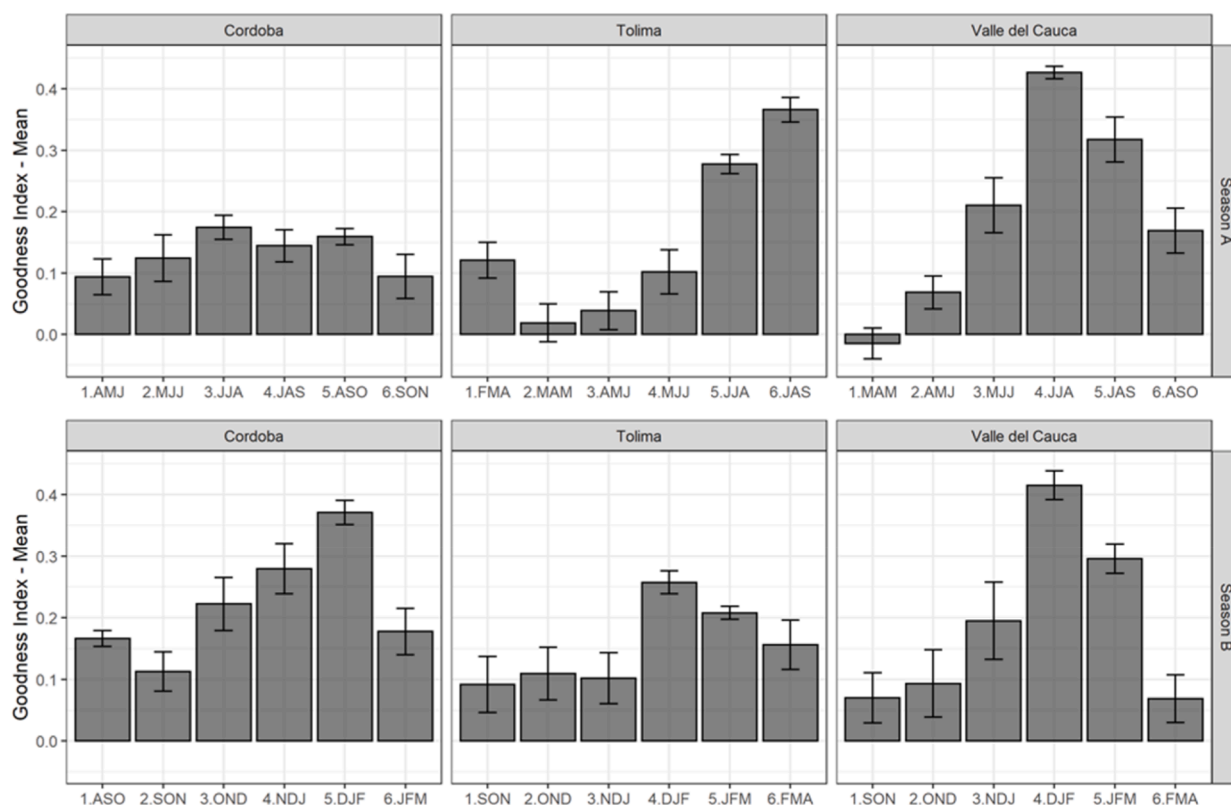 Cordoba Tolima Valle del Cauca
Goodness Index - Mean
0.4
0.3
0.2
0.1
0.0
Season A
1.AMJ 2.MJJ 3.JJA 4.JAS 5.ASO 6.SON 1.FMA 2.MAM 3.AMJ 4.MJJ 5.JJA 6.JAS 1.MAM 2.AMJ 3.MJJ 4.JJA 5.JAS 6.ASO
Cordoba Tolima Valle del Cauca
Goodness Index - Mean
0.4
0.3
0.2
0.1
0.0
Season B
1.ASO 2.SON 3.OND 4.NDJ 5.DJF 6.JFM 1.SON 2.OND 3.NDJ 4.DJF 5.JFM 6.FMA 1.SON 2.OND 3.NDJ 4.DJF 5.JFM 6.FMA